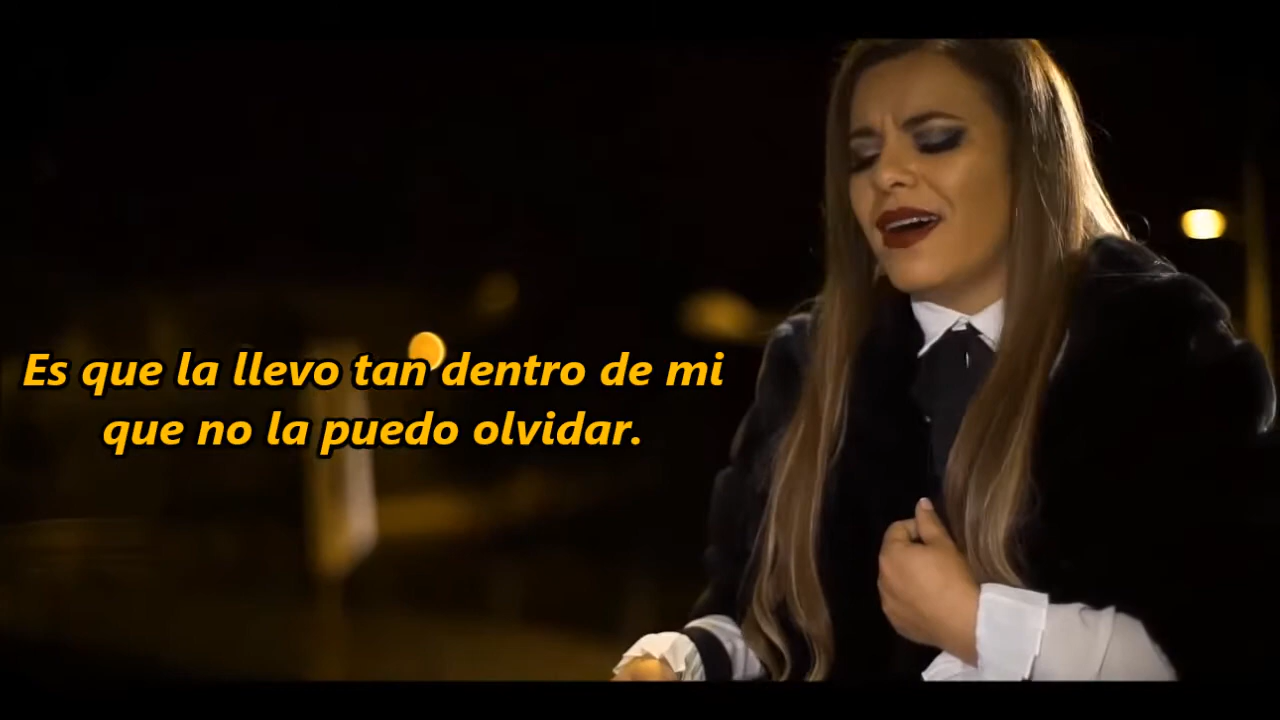 Es que la llevo tan dentro de mi
que no la puedo olvidar.